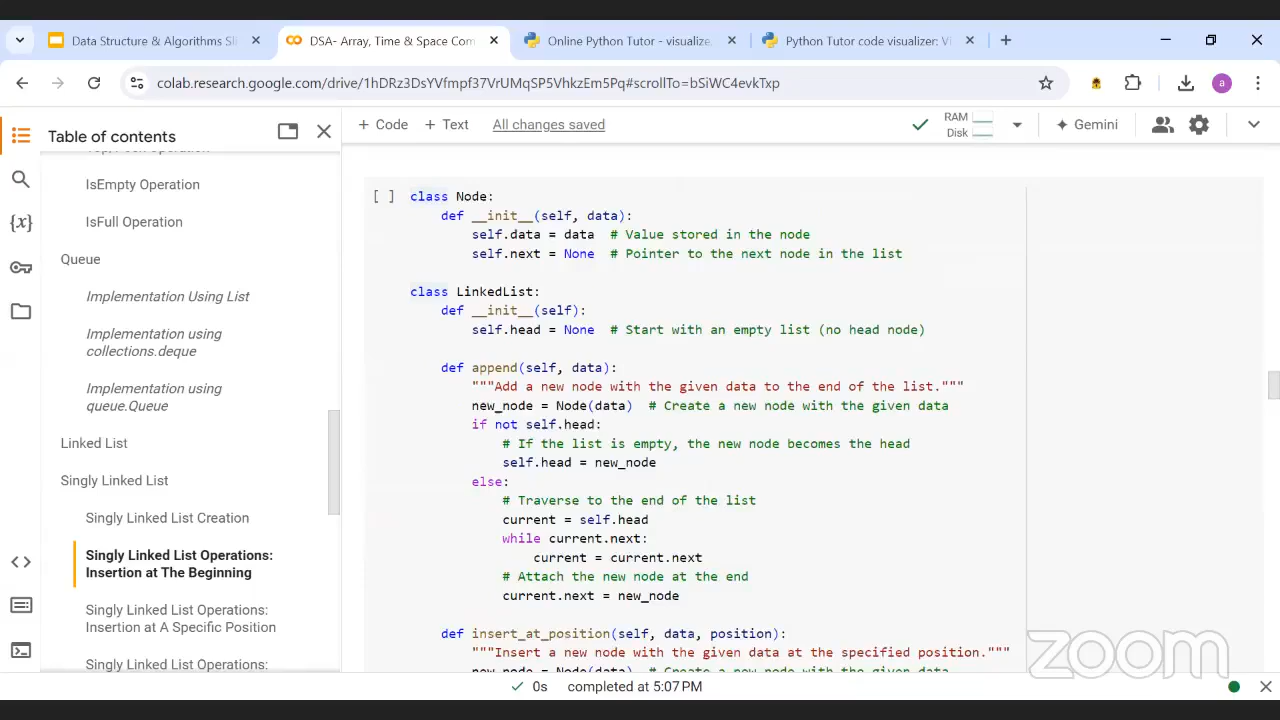 Data Structure & Algorithms Sli
DSA- Array, Time & Space Com
Online Python Tutor - visualize
Python Tutor code visualizer: Vi
colab.research.google.com/drive/1hDRz3DsYVfmpf37VrUMqSP5VhkzEm5Pq#scrollTo=bSiWC4evkTxp
a
Table of contents
+ Code
+ Text
All changes saved
RAM
Disk
Gemini
IsEmpty Operation
IsFull Operation
Queue
Implementation Using List
Implementation using
collections.deque
Implementation using
queue.Queue
Linked List
Singly Linked List
Singly Linked List Creation
Singly Linked List Operations:
Insertion at The Beginning
Singly Linked List Operations:
Insertion at A Specific Position
Singly Linked List Operations:
[ ] class Node:
def __init__(self, data):
self.data = data # Value stored in the node
self.next = None # Pointer to the next node in the list
class LinkedList:
def __init__(self):
self.head = None # Start with an empty list (no head node)
def append(self, data):
"""Add a new node with the given data to the end of the list."""
new_node = Node(data) # Create a new node with the given data
if not self.head:
# If the list is empty, the new node becomes the head
self.head = new_node
else:
# Traverse to the end of the list
current = self.head
while current.next:
current = current.next
# Attach the new node at the end
current.next = new_node
def insert_at_position(self, data, position):
"""Insert a new node with the given data at the specified position."""
new_node = Node(data) # Create a new node with the given data
zoom
0s completed at 5:07 PM